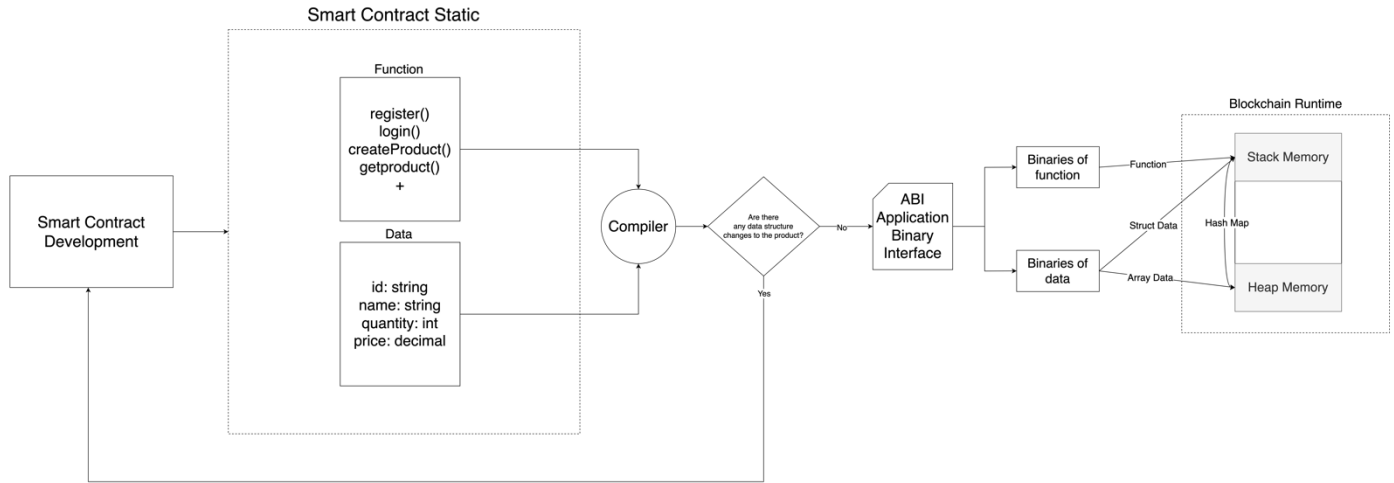 Smart Contract Static
Function
register()
login()
createProduct()
getproduct()
+
Data
id: string
name: string
quantity: int
price: decimal
Smart Contract
Development
Compiler
Are there
any data structure
changes to the product?
No
Yes
ABI
Application
Binary
Interface
Binaries of
function
Binaries of
data
Function
Struct Data
Array Data
Hash Map
Blockchain Runtime
Stack Memory
Heap Memory